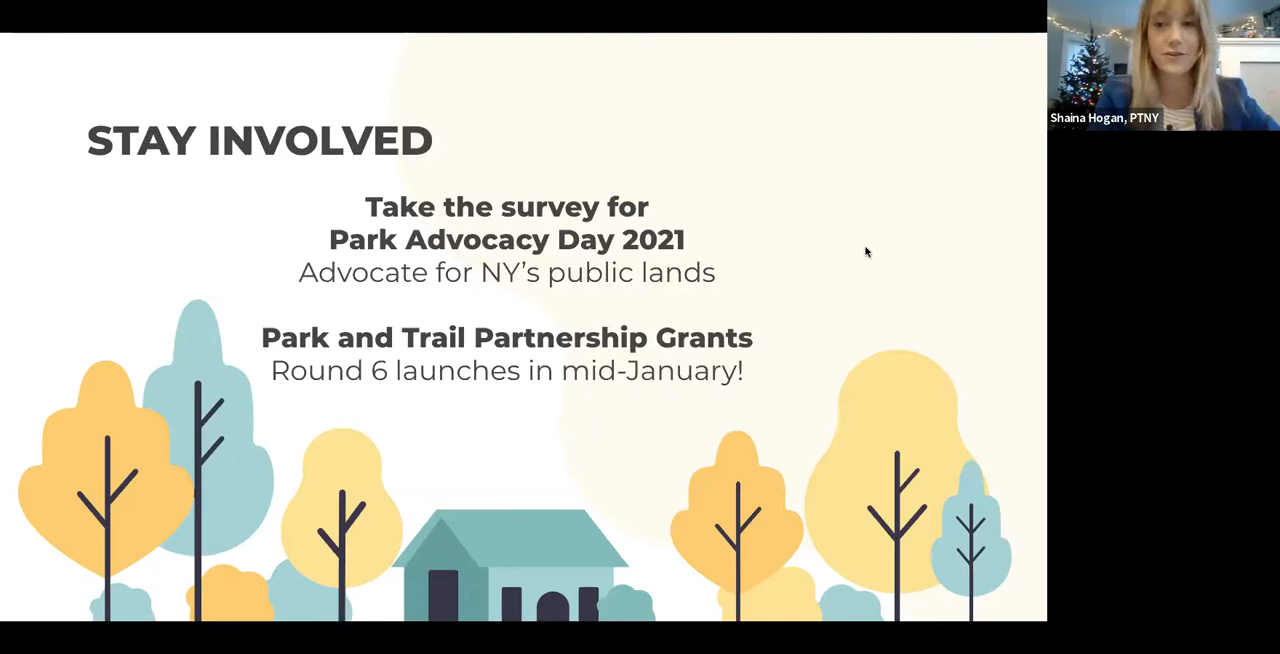 STAY INVOLVED
Take the survey for
Park Advocacy Day 2021
Advocate for NY’s public lands
Park and Trail Partnership Grants
Round 6 launches in mid-January!
Shaina Hogan, PTNY